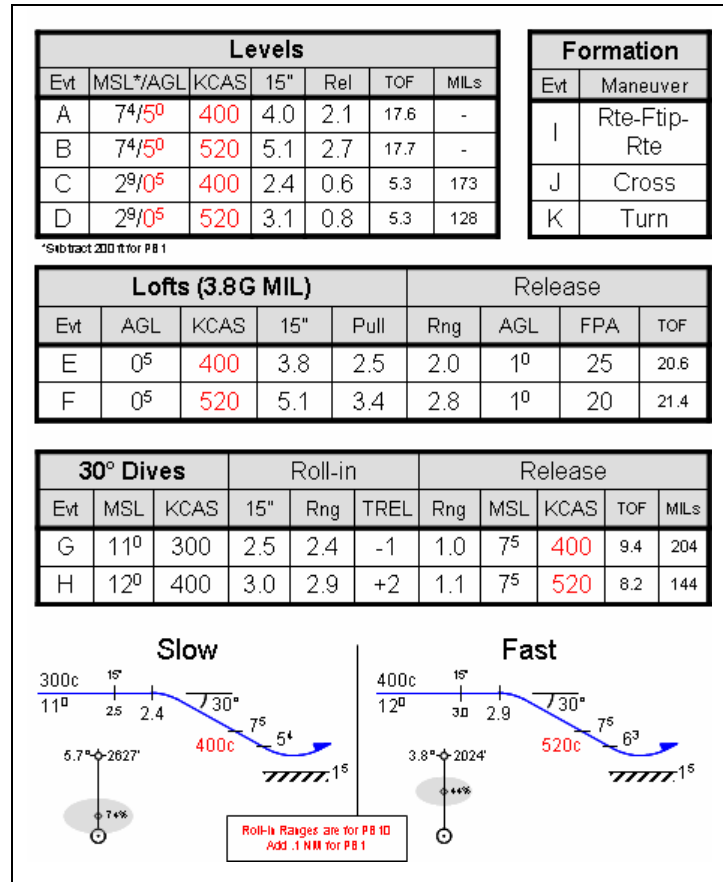 Levels
Evt MSL*/AGL KCAS 15" Rel TOF MILs
A 7⁴/5⁰ 400 4.0 2.1 17.6 -
B 7⁴/5⁰ 520 5.1 2.7 17.7 -
C 2⁹/0⁵ 400 2.4 0.6 5.3 173
D 2⁹/0⁵ 520 3.1 0.8 5.3 128
*Subtract 200 ft for PB 1
Formation
Evt Maneuver
I Rte-Ftip-
Rte
J Cross
K Turn
Lofts (3.8G MIL) Release
Evt AGL KCAS 15" Pull Rng AGL FPA TOF
E 0⁵ 400 3.8 2.5 2.0 1⁰ 25 20.6
F 0⁵ 520 5.1 3.4 2.8 1⁰ 20 21.4
30° Dives Roll-in Release
Evt MSL KCAS 15" Rng TREL Rng MSL KCAS TOF MILs
G 11⁰ 300 2.5 2.4 -1 1.0 7⁵ 400 9.4 204
H 12⁰ 400 3.0 2.9 +2 1.1 7⁵ 520 8.2 144
Slow
300c 15"
11⁰ 2.5 2.4 30°
7⁵
400c 5⁴
5.7° 2627'
1⁵
74%
Fast
400c 15"
12⁰ 3.0 2.9 30°
7⁵
520c 6³
3.8° 2024'
1⁵
44%
Roll-In Ranges are for PB 10
Add .1 NM for PB 1